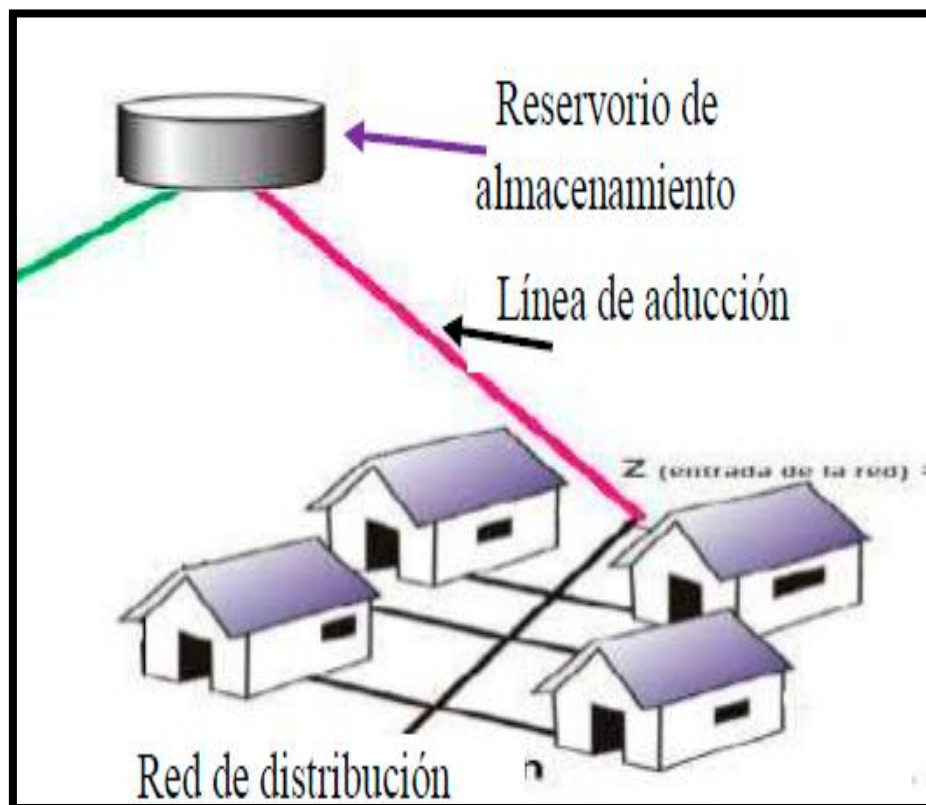 Reservorio de
almacenamiento
Línea de aducción
Z (entrada de la red)
Red de distribución
n